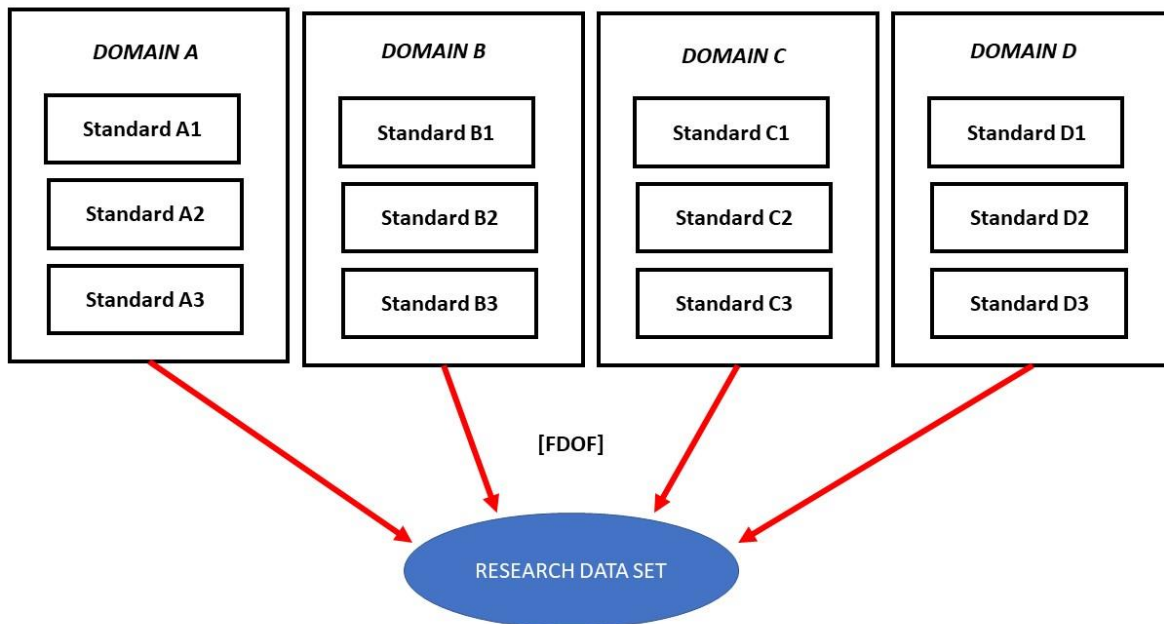 DOMAIN A
Standard A1
Standard A2
Standard A3
DOMAIN B
Standard B1
Standard B2
Standard B3
DOMAIN C
Standard C1
Standard C2
Standard C3
DOMAIN D
Standard D1
Standard D2
Standard D3
[FDOF]
RESEARCH DATA SET